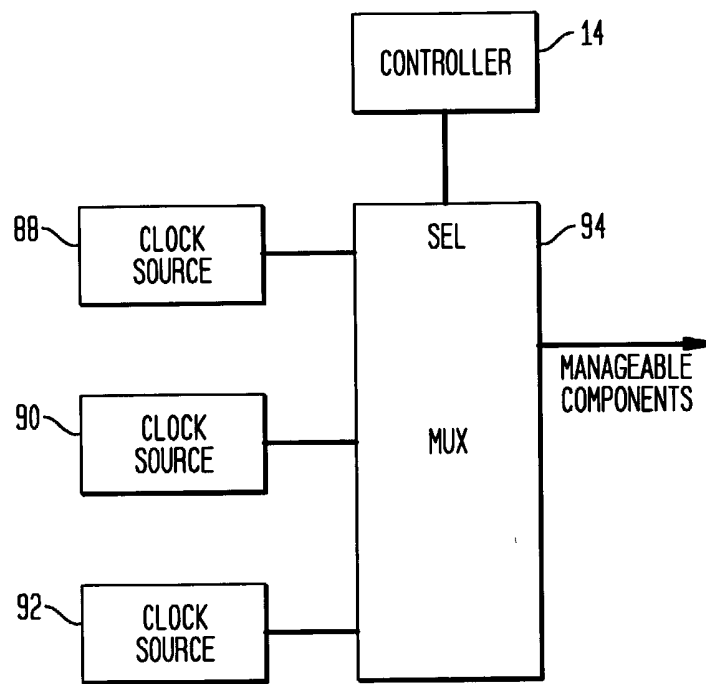 CONTROLLER
14
88
CLOCK
SOURCE
SEL
94
MANAGEABLE
COMPONENTS
90
CLOCK
SOURCE
MUX
92
CLOCK
SOURCE